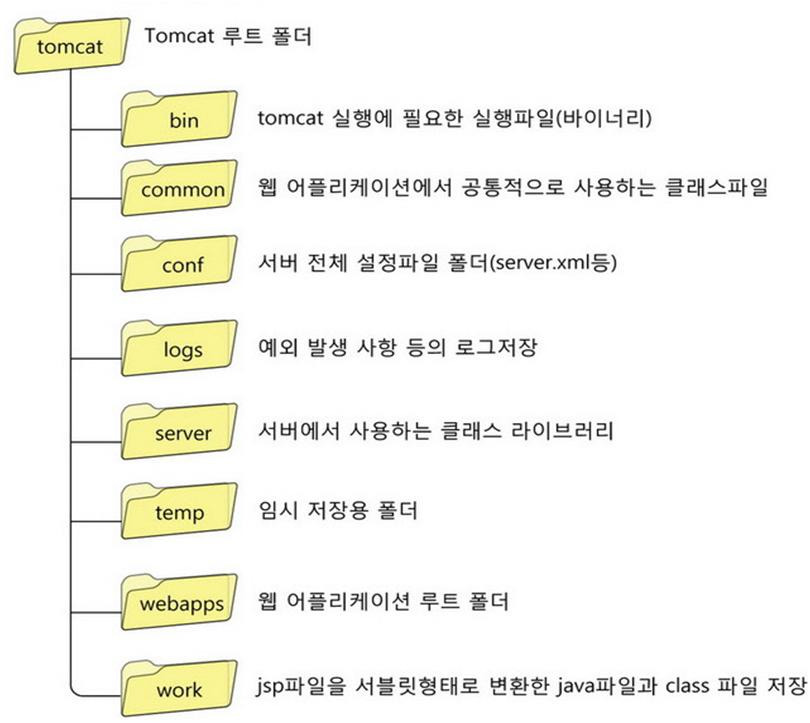 tomcat Tomcat 루트 폴더
bin tomcat 실행에 필요한 실행파일(바이너리)
common 웹 어플리케이션에서 공통적으로 사용하는 클래스파일
conf 서버 전체 설정파일 폴더(server.xml등)
logs 예외 발생 사항 등의 로그저장
server 서버에서 사용하는 클래스 라이브러리
temp 임시 저장용 폴더
webapps 웹 어플리케이션 루트 폴더
work jsp파일을 서블릿형태로 변환한 java파일과 class 파일 저장